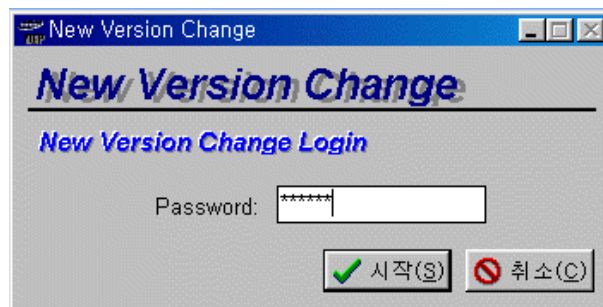 New Version Change
New Version Change
New Version Change Login
Password: ******
시작(S) 취소(C)